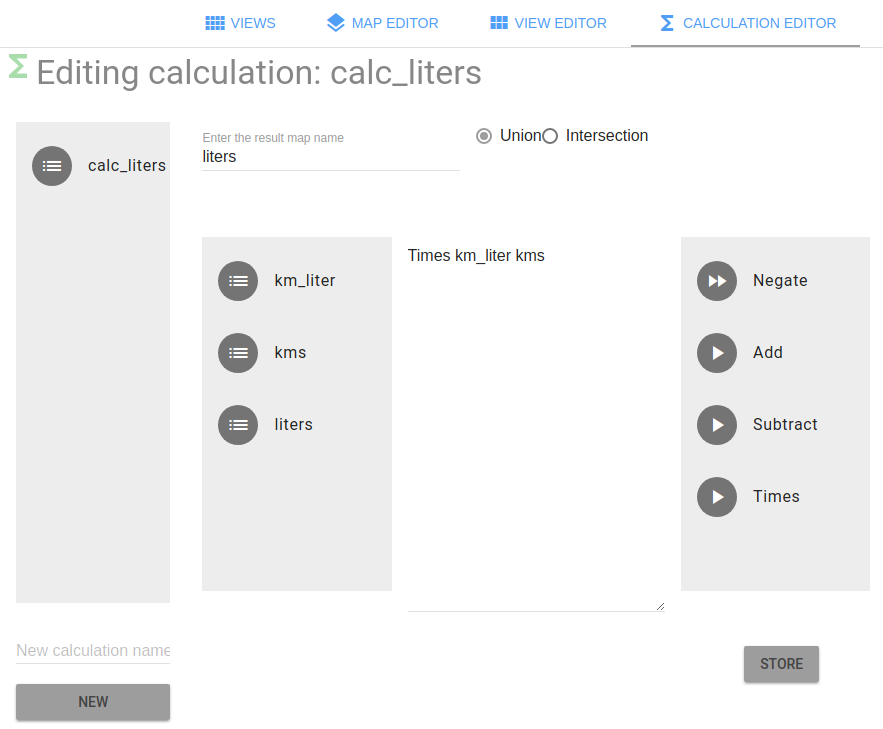 VIEWS MAP EDITOR VIEW EDITOR CALCULATION EDITOR
Σ Editing calculation: calc_liters
calc_liters
Enter the result map name
liters
Union Intersection
km_liter
kms
liters
Times km_liter kms
Negate
Add
Subtract
Times
New calculation name
NEW
STORE